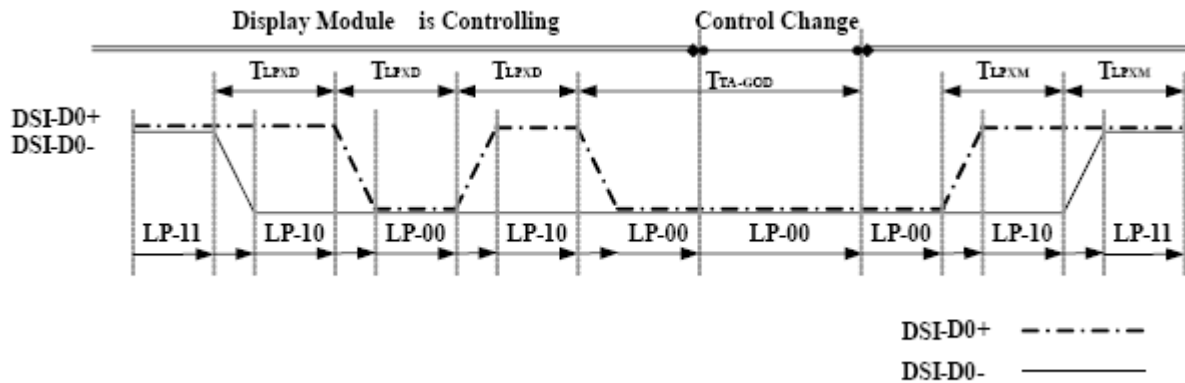 Display Module is Controlling Control Change
TLPXD TLPXD TLPXD TTA-GOD TLPXM TLPXM
DSI-D0+
DSI-D0-
LP-11 LP-10 LP-00 LP-10 LP-00 LP-00 LP-00 LP-10 LP-11
DSI-D0+
DSI-D0-